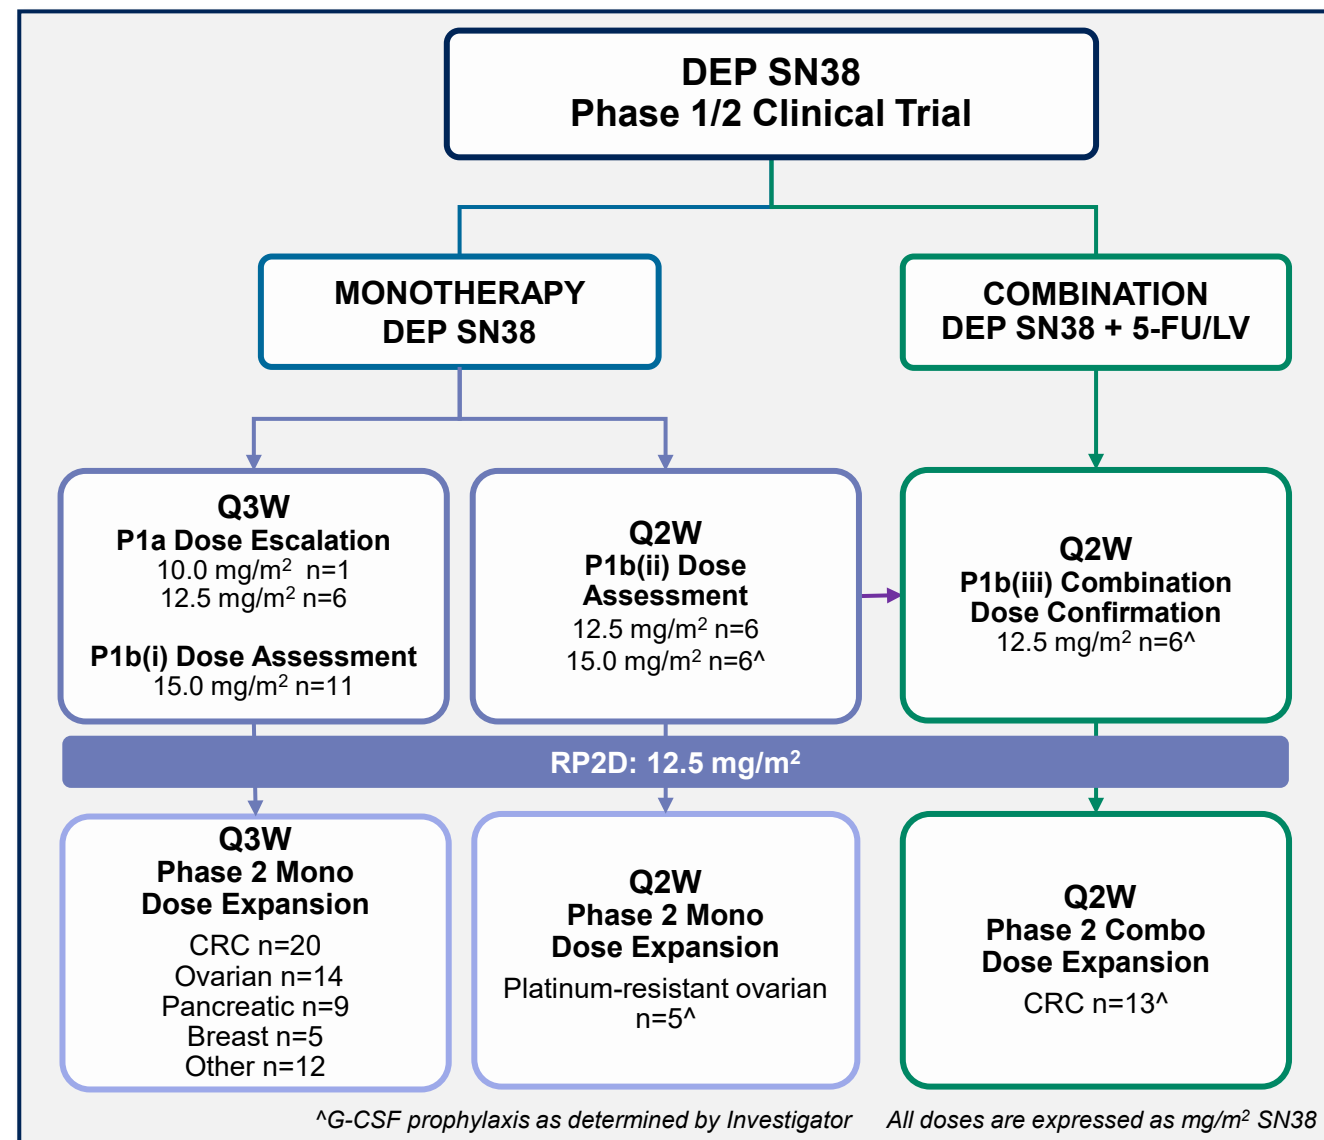 DEP SN38
Phase 1/2 Clinical Trial
MONOTHERAPY
DEP SN38
COMBINATION
DEP SN38 + 5-FU/LV
Q3W
P1a Dose Escalation
10.0 mg/m² n=1
12.5 mg/m² n=6
P1b(i) Dose Assessment
15.0 mg/m² n=11
Q2W
P1b(ii) Dose
Assessment
12.5 mg/m² n=6
15.0 mg/m² n=6^
Q2W
P1b(iii) Combination
Dose Confirmation
12.5 mg/m² n=6^
RP2D: 12.5 mg/m²
Q3W
Phase 2 Mono
Dose Expansion
CRC n=20
Ovarian n=14
Pancreatic n=9
Breast n=5
Other n=12
Q2W
Phase 2 Mono
Dose Expansion
Platinum-resistant ovarian
n=5^
Q2W
Phase 2 Combo
Dose Expansion
CRC n=13^
^G-CSF prophylaxis as determined by Investigator All doses are expressed as mg/m² SN38